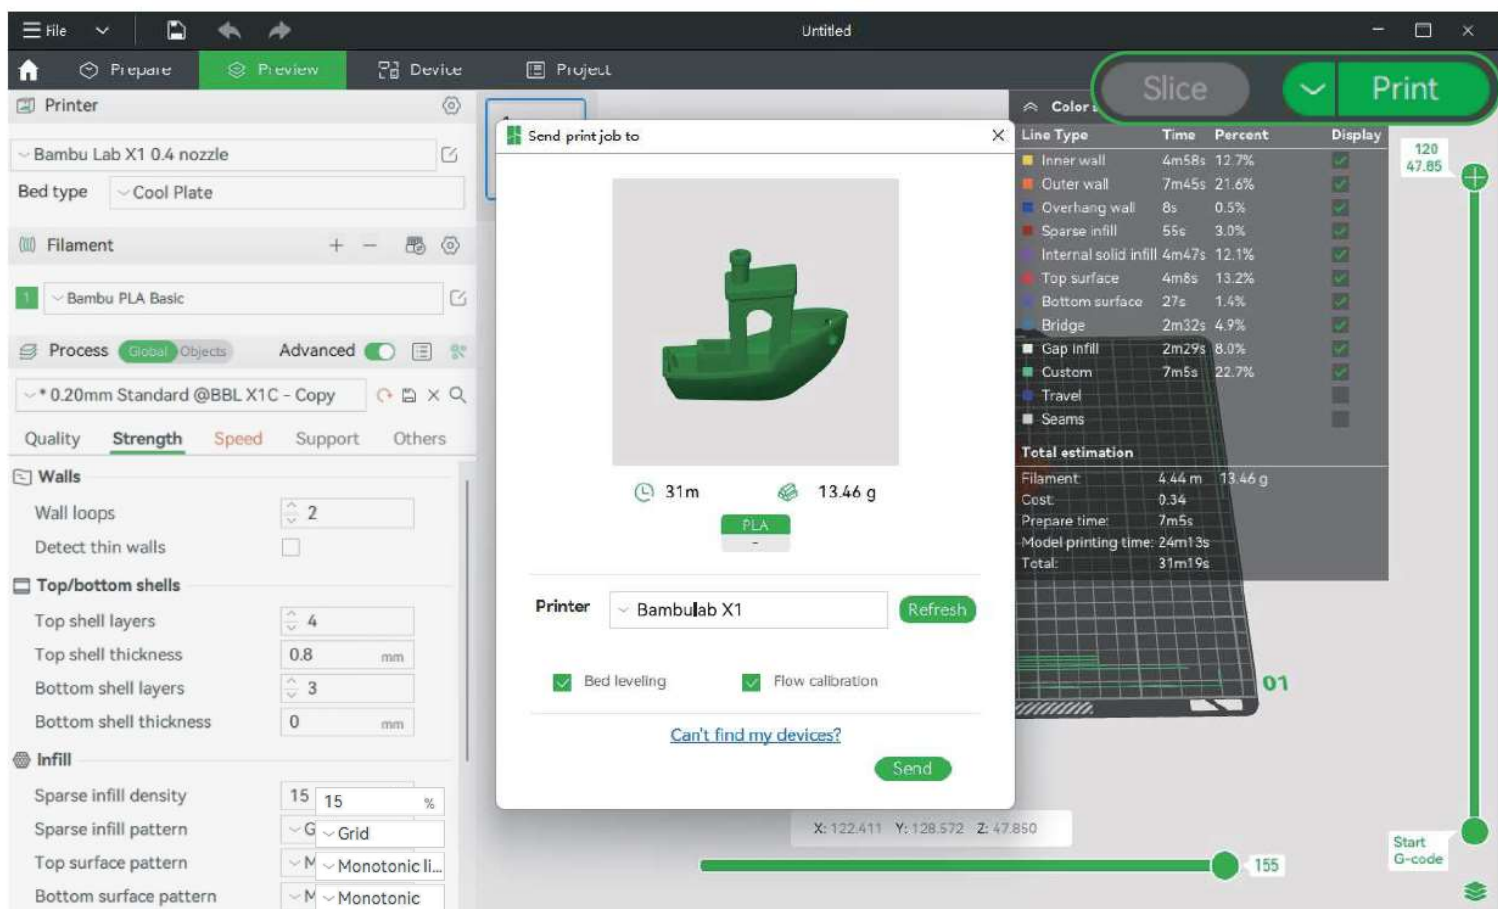 File
Untitled
Prepare
Preview
Device
Project
Slice
Print
Printer
Bambu Lab X1 0.4 nozzle
Bed type Cool Plate
Filament
1 Bambu PLA Basic
Process Global Objects Advanced
* 0.20mm Standard @BBL X1C - Copy
Quality Strength Speed Support Others
Walls
Wall loops 2
Detect thin walls
Top/bottom shells
Top shell layers 4
Top shell thickness 0.8 mm
Bottom shell layers 3
Bottom shell thickness 0 mm
Infill
Sparse infill density 15 15 %
Sparse infill pattern G Grid
Top surface pattern M Monotonic li...
Bottom surface pattern M Monotonic
Send print job to
31m 13.46 g
PLA
-
Printer Bambulab X1 Refresh
Bed leveling Flow calibration
Can't find my devices?
Send
Color
Line Type Time Percent Display
Inner wall 4m58s 12.7%
Outer wall 7m45s 21.6%
Overhang wall 8s 0.5%
Sparse infill 55s 3.0%
Internal solid infill 4m47s 12.1%
Top surface 4m8s 13.2%
Bottom surface 27s 1.4%
Bridge 2m32s 4.9%
Gap infill 2m29s 8.0%
Custom 7m5s 22.7%
Travel
Seams
Total estimation
Filament: 4.44 m 13.46 g
Cost: 0.34
Prepare time: 7m5s
Model printing time: 24m13s
Total: 31m19s
01
120
47.85
X: 122.411 Y: 128.572 Z: 47.850
155
Start
G-code